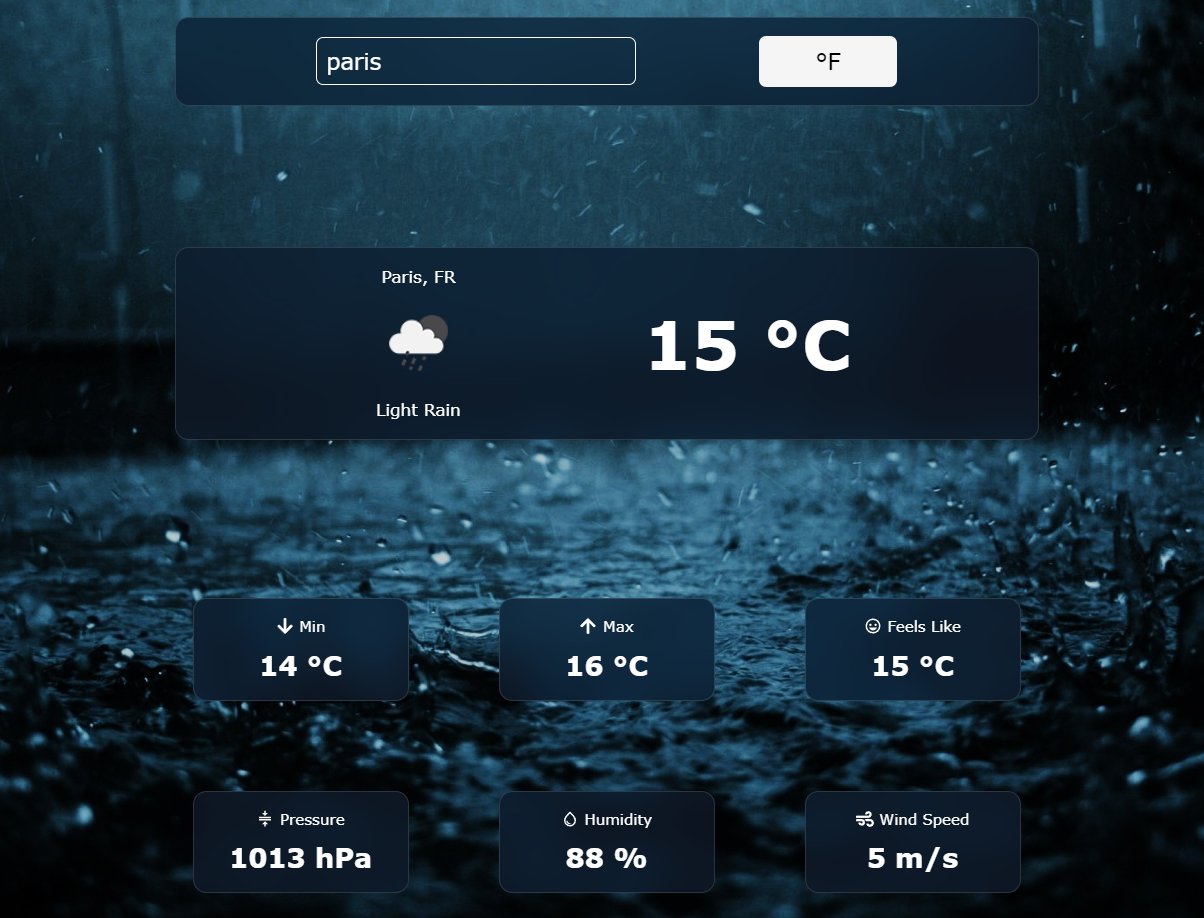 paris
°F
Paris, FR
15 °C
Light Rain
Min
14 °C
Max
16 °C
Feels Like
15 °C
Pressure
1013 hPa
Humidity
88 %
Wind Speed
5 m/s